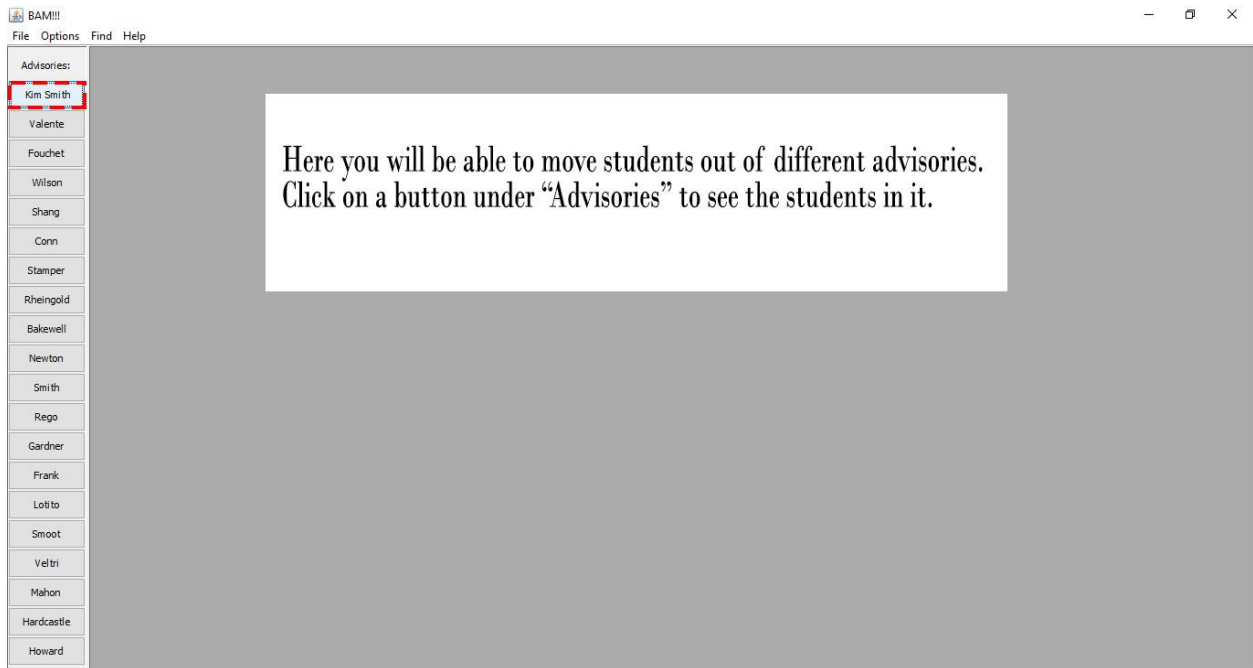 BAM!!!
File Options Find Help
Advisories:
Kim Smith
Valente
Fouchet
Wilson
Shang
Conn
Stamper
Rheingold
Bakewell
Newton
Smith
Rego
Gardner
Frank
Lotito
Smoot
Veltri
Mahon
Hardcastle
Howard
Here you will be able to move students out of different advisories.
Click on a button under “Advisories” to see the students in it.